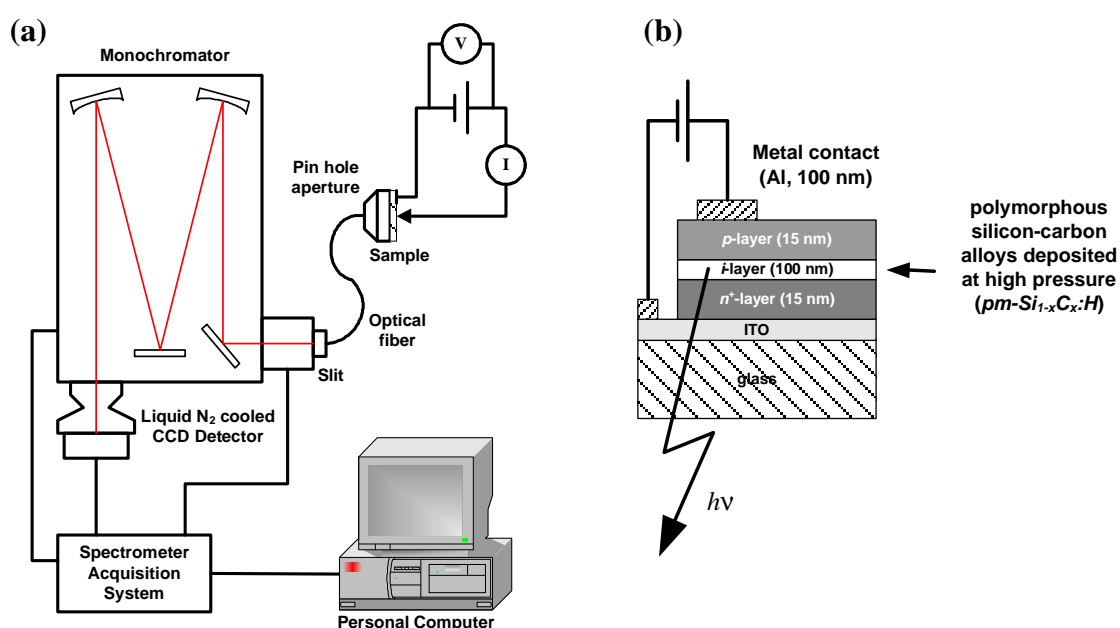 (a)
Monochromator
V
I
Pin hole
aperture
Sample
Optical
fiber
Slit
Liquid N₂ cooled
CCD Detector
Spectrometer
Acquisition
System
Personal Computer
(b)
Metal contact
(Al, 100 nm)
p-layer (15 nm)
i-layer (100 nm)
n⁺-layer (15 nm)
ITO
glass
polymorphous
silicon-carbon
alloys deposited
at high pressure
(pm-Si₁₋ₓCₓ:H)
hν